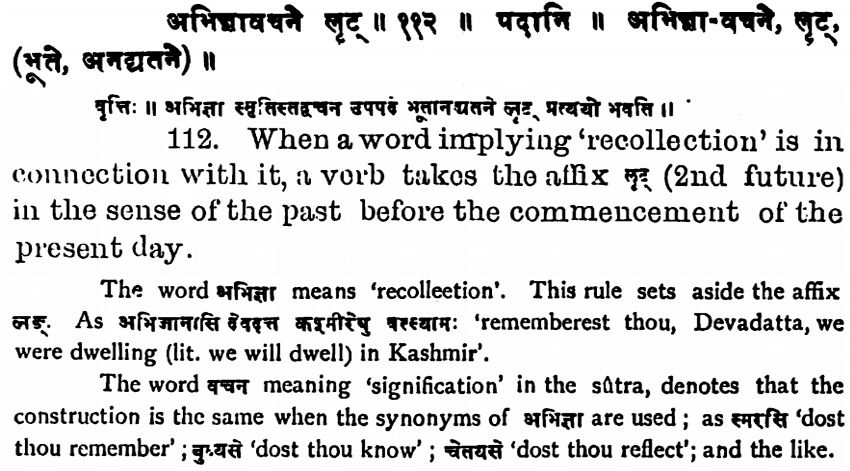 अभिज्ञावचने लृट् ॥ ११२ ॥ पदानि ॥ अभिज्ञा-वचने, लृट्,
(भूते, अनद्यतने) ॥
वृत्तिः ॥ अभिज्ञा स्मृतिस्तद्वचन उपपदे भूतानद्यतने लृट् प्रत्ययो भवति ॥
112. When a word implying ‘recollection’ is in
connection with it, a verb takes the affix लृट् (2nd future)
in the sense of the past before the commencement of the
present day.
The word अभिज्ञा means ‘recolleetion’. This rule sets aside the affix
लङ्. As अभिजानासि देवदत्त कश्मीरेषु वत्स्यामः ‘rememberest thou, Devadatta, we
were dwelling (lit. we will dwell) in Kashmir’.
The word वचन meaning ‘signification’ in the sûtra, denotes that the
construction is the same when the synonyms of अभिज्ञा are used ; as स्मरसि ‘dost
thou remember’ ; बुध्यसे ‘dost thou know’ ; चेतयसे ‘dost thou reflect’; and the like.